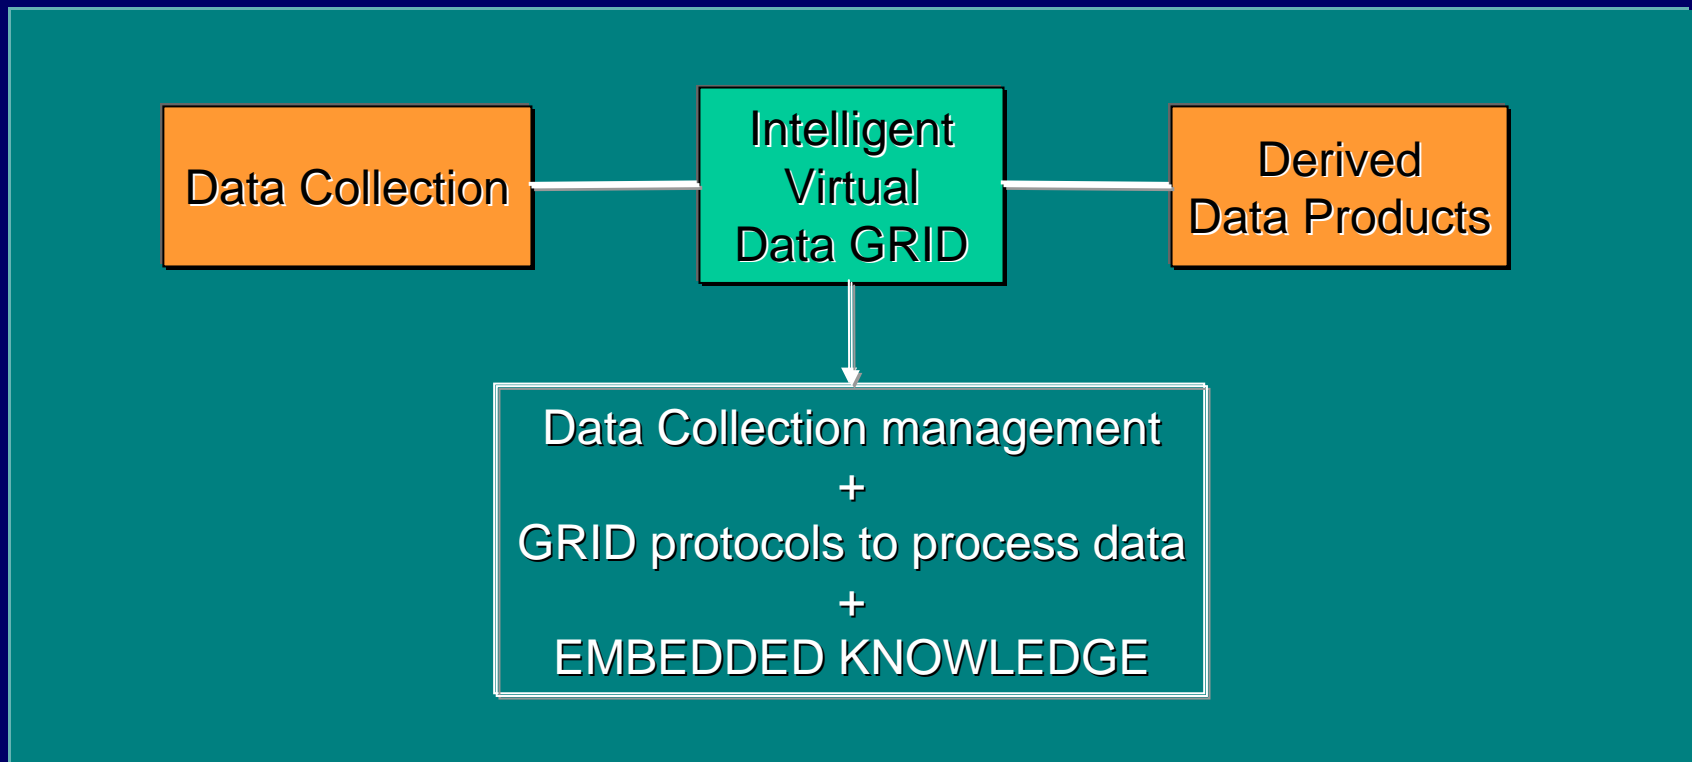 Data Collection
Intelligent
Virtual
Data GRID
Derived
Data Products
Data Collection management
+
GRID protocols to process data
+
EMBEDDED KNOWLEDGE